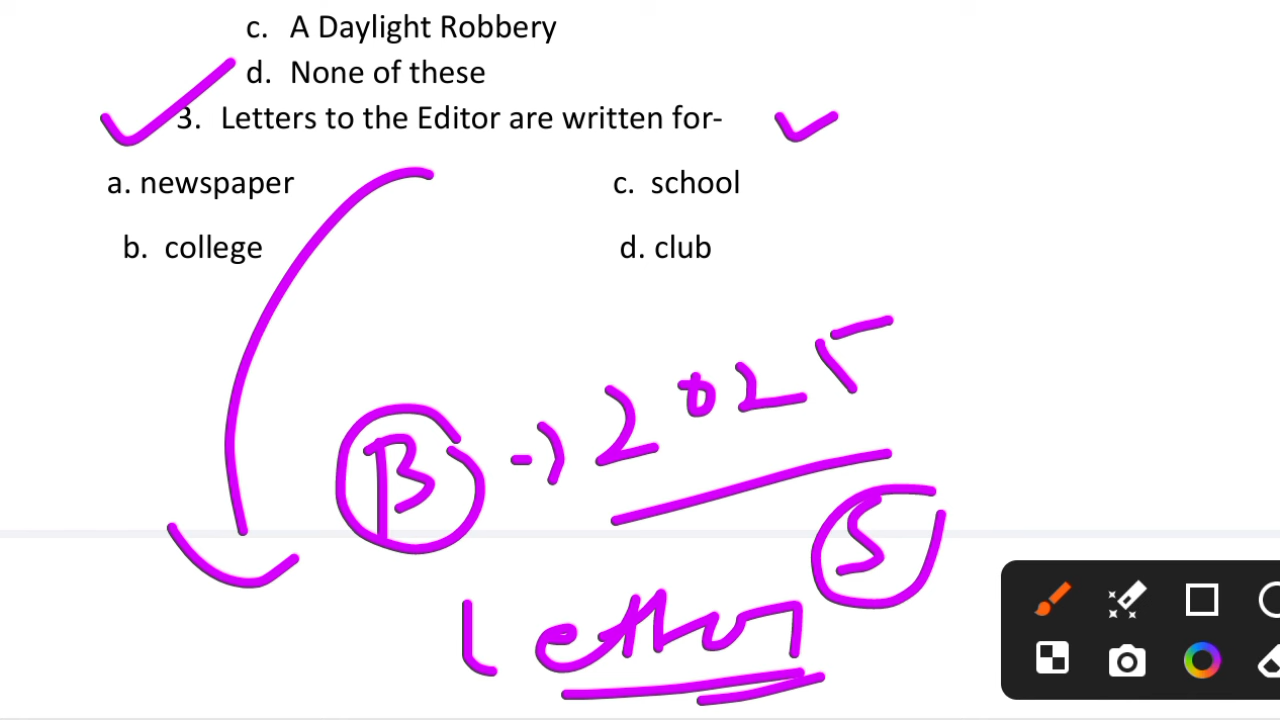 c. A Daylight Robbery
d. None of these
3. Letters to the Editor are written for-
a. newspaper c. school
b. college d. club
B → 2025
S
Letter